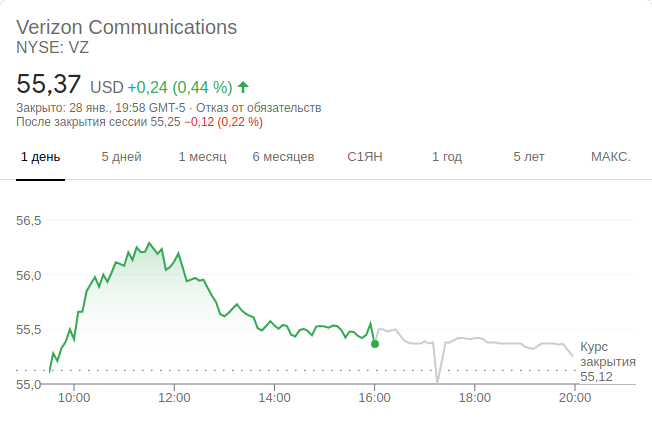 Verizon Communications
NYSE: VZ
55,37 USD +0,24 (0,44 %)
Закрыто: 28 янв., 19:58 GMT-5 · Отказ от обязательств
После закрытия сессии 55,25 −0,12 (0,22 %)
1 день 5 дней 1 месяц 6 месяцев С1ЯН 1 год 5 лет МАКС.
56,5
56,0
55,5
Курс
закрытия
55,12
55,0
10:00 12:00 14:00 16:00 18:00 20:00